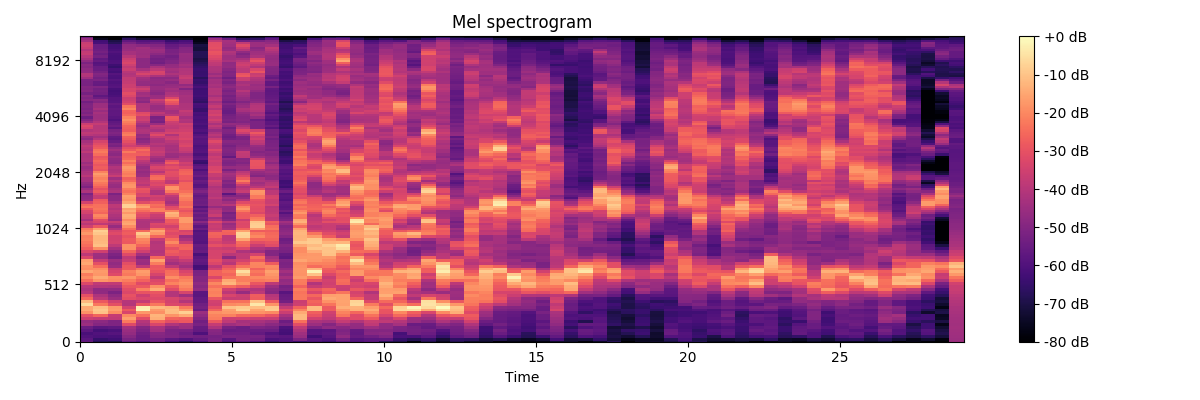 Mel spectrogram
Hz
8192
4096
2048
1024
512
0
0 5 10 15 20 25
Time
+0 dB
-10 dB
-20 dB
-30 dB
-40 dB
-50 dB
-60 dB
-70 dB
-80 dB